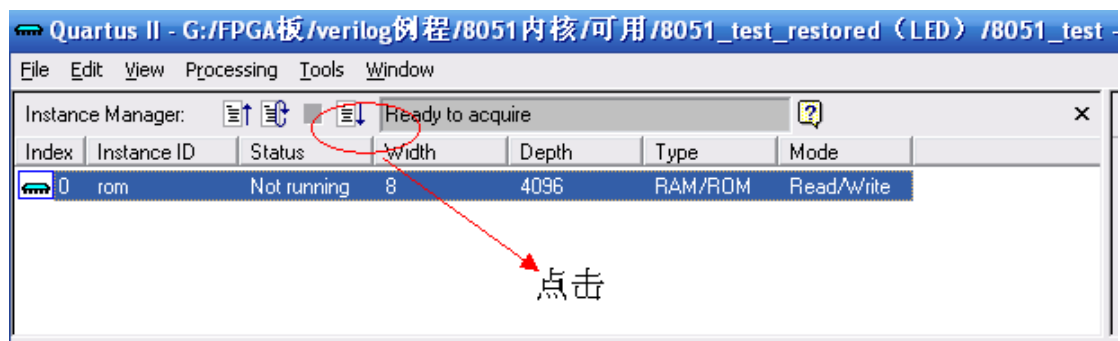 Quartus II - G:/FPGA板/verilog例程/8051内核/可用/8051_test_restored（LED）/8051_test -
File Edit View Processing Tools Window
Instance Manager: Ready to acquire
Index Instance ID Status Width Depth Type Mode
0 rom Not running 8 4096 RAM/ROM Read/Write
点击